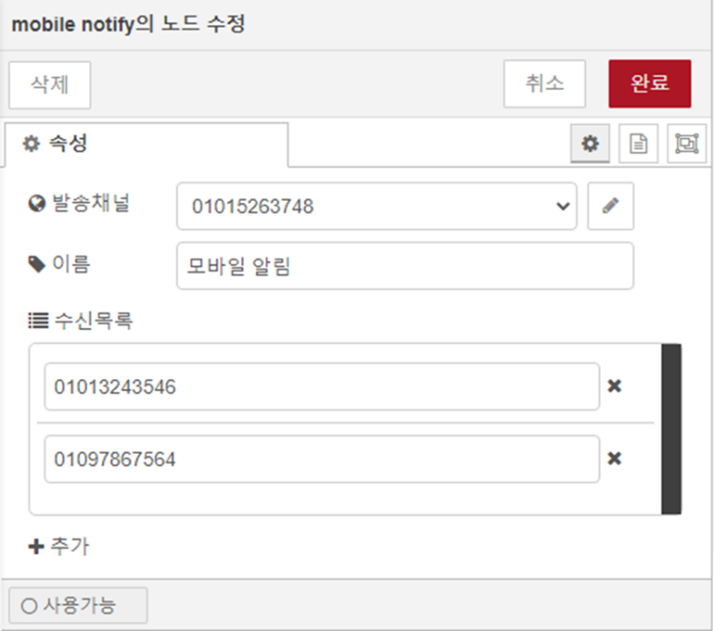 mobile notify의 노드 수정
삭제 취소 완료
속성
발송채널 01015263748
이름 모바일 알림
수신목록
01013243546
01097867564
추가
사용가능